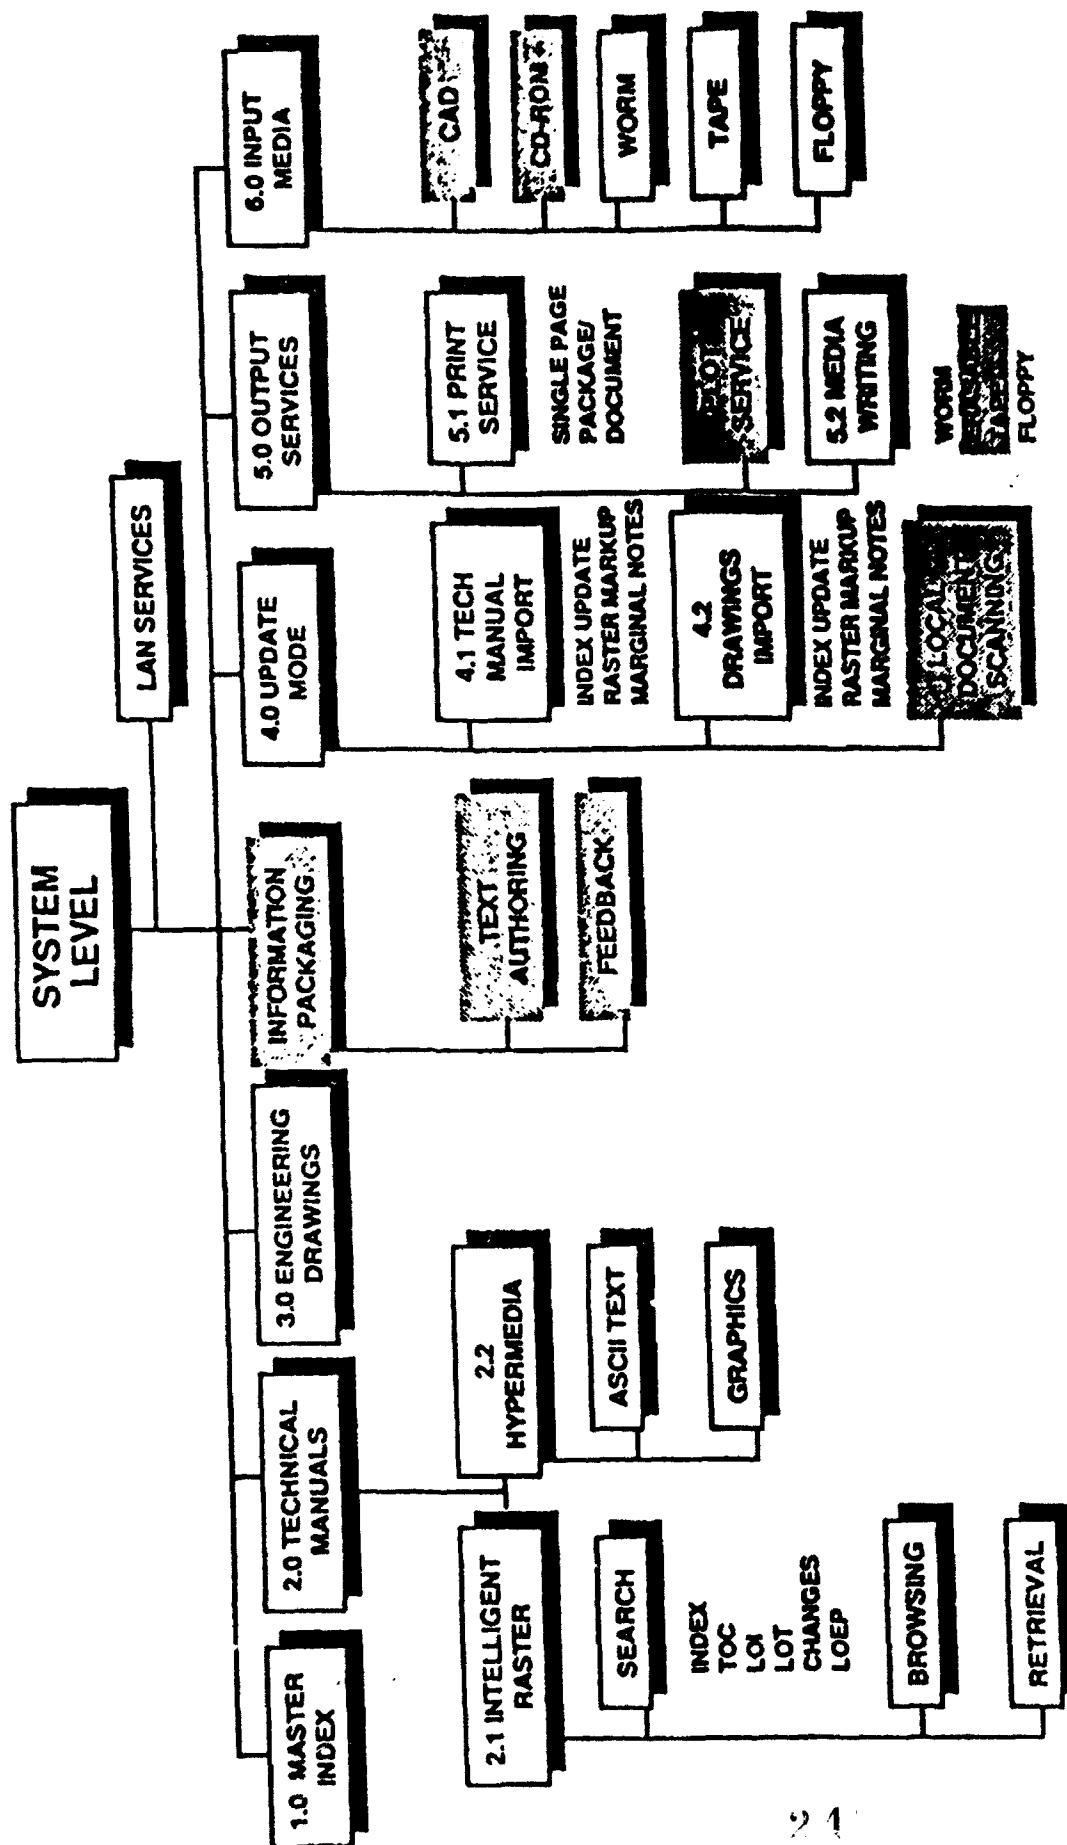 SYSTEM
LEVEL
LAN SERVICES
1.0 MASTER
INDEX
2.0 TECHNICAL
MANUALS
3.0 ENGINEERING
DRAWINGS
INFORMATION
PACKAGING
4.0 UPDATE
MODE
5.0 OUTPUT
SERVICES
6.0 INPUT
MEDIA
2.1 INTELLIGENT
RASTER
SEARCH
INDEX
TOC
LOI
LOT
CHANGES
LOEP
BROWSING
RETRIEVAL
2.2
HYPERMEDIA
ASCII TEXT
GRAPHICS
TEXT
AUTHORING
FEEDBACK
4.1 TECH
MANUAL
IMPORT
INDEX UPDATE
RASTER MARKUP
MARGINAL NOTES
4.2
DRAWINGS
IMPORT
INDEX UPDATE
RASTER MARKUP
MARGINAL NOTES
LOCAL
DOCUMENT
SCANNING
5.1 PRINT
SERVICE
SINGLE PAGE
PACKAGE/
DOCUMENT
PLOT
SERVICE
5.2 MEDIA
WRITING
WORM
ERASABLE
TAPE
FLOPPY
CAD
CD-ROM
WORM
TAPE
FLOPPY
24